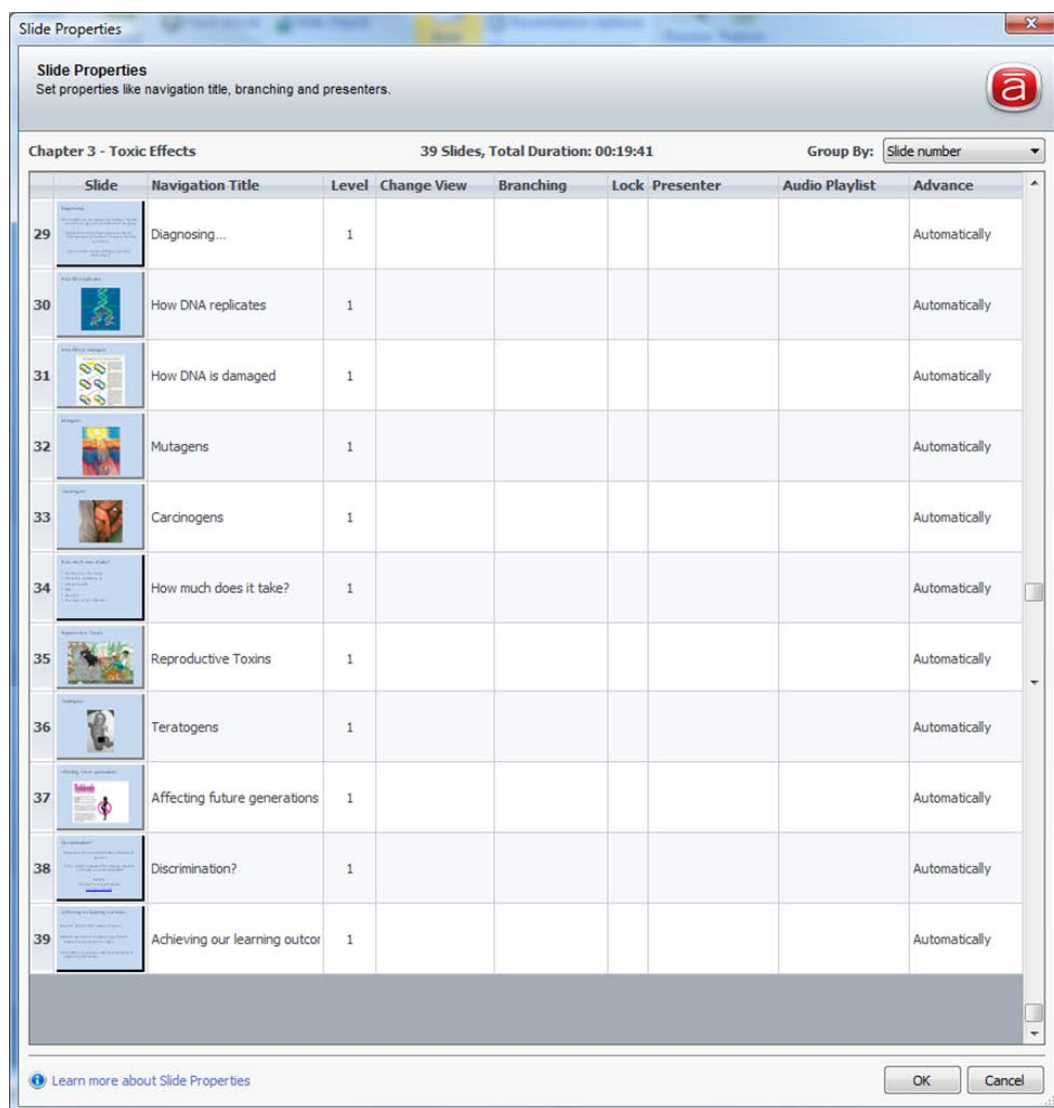 Slide Properties
Slide Properties
Set properties like navigation title, branching and presenters.
Chapter 3 - Toxic Effects 39 Slides, Total Duration: 00:19:41 Group By: Slide number
Slide Navigation Title Level Change View Branching Lock Presenter Audio Playlist Advance
29 Diagnosing... 1 Automatically
30 How DNA replicates 1 Automatically
31 How DNA is damaged 1 Automatically
32 Mutagens 1 Automatically
33 Carcinogens 1 Automatically
34 How much does it take? 1 Automatically
35 Reproductive Toxins 1 Automatically
36 Teratogens 1 Automatically
37 Affecting future generations 1 Automatically
38 Discrimination? 1 Automatically
39 Achieving our learning outcor 1 Automatically
Learn more about Slide Properties OK Cancel